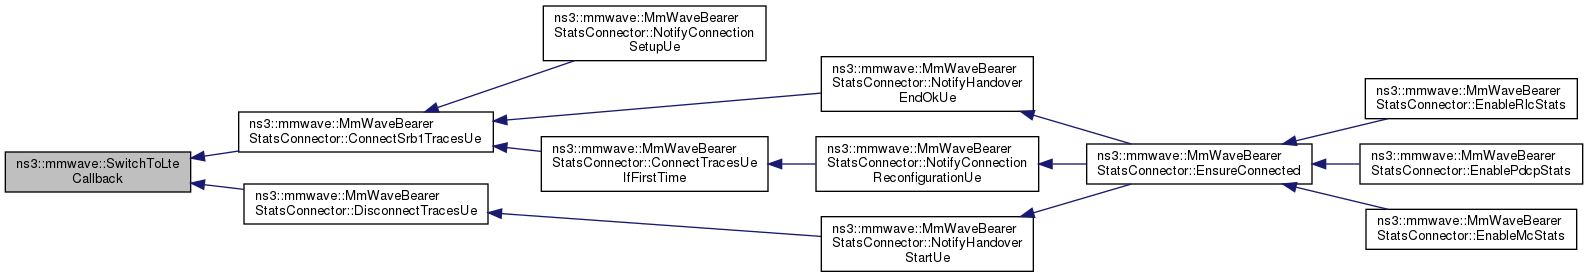 ns3::mmwave::SwitchToLte
Callback
ns3::mmwave::MmWaveBearer
StatsConnector::ConnectSrb1TracesUe
ns3::mmwave::MmWaveBearer
StatsConnector::DisconnectTracesUe
ns3::mmwave::MmWaveBearer
StatsConnector::NotifyConnection
SetupUe
ns3::mmwave::MmWaveBearer
StatsConnector::ConnectTracesUe
IfFirstTime
ns3::mmwave::MmWaveBearer
StatsConnector::NotifyHandover
EndOkUe
ns3::mmwave::MmWaveBearer
StatsConnector::NotifyConnection
ReconfigurationUe
ns3::mmwave::MmWaveBearer
StatsConnector::NotifyHandover
StartUe
ns3::mmwave::MmWaveBearer
StatsConnector::EnsureConnected
ns3::mmwave::MmWaveBearer
StatsConnector::EnableRlcStats
ns3::mmwave::MmWaveBearer
StatsConnector::EnablePdcpStats
ns3::mmwave::MmWaveBearer
StatsConnector::EnableMcStats